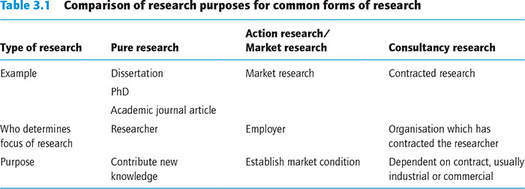 Table 3.1 Comparison of research purposes for common forms of research
Action research/
Type of research Pure research Market research Consultancy research
Example Dissertation Market research Contracted research
PhD
Academic journal article
Who determines Researcher Employer Organisation which has
focus of research contracted the researcher
Purpose Contribute new Establish market condition Dependent on contract, usually
knowledge industrial or commercial